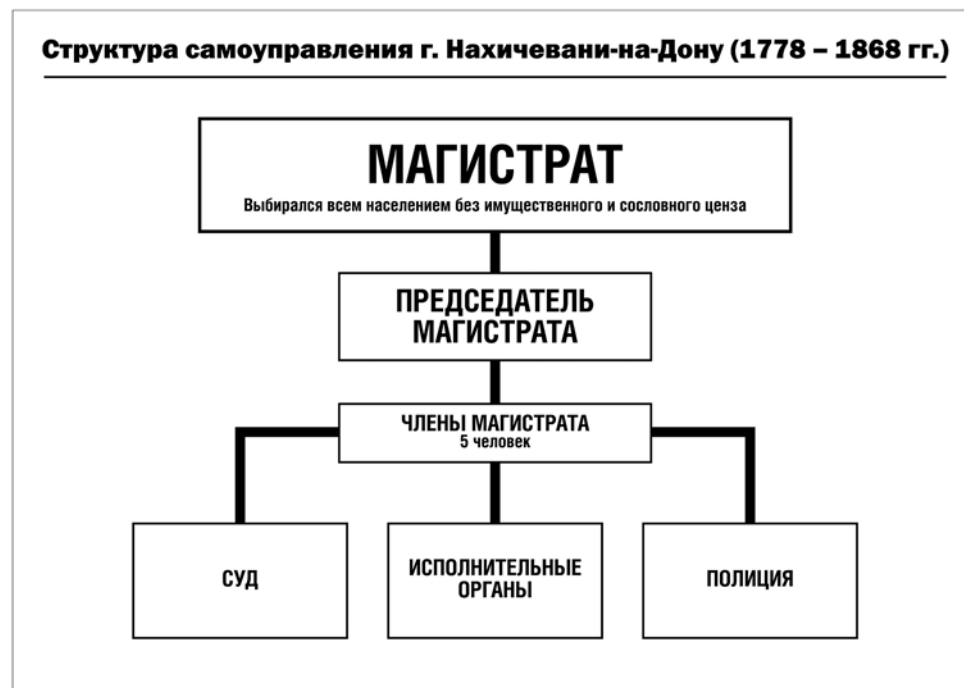 Структура самоуправления г. Нахичевани-на-Дону (1778 – 1868 гг.)
МАГИСТРАТ
Выбирался всем населением без имущественного и сословного ценза
ПРЕДСЕДАТЕЛЬ
МАГИСТРАТА
ЧЛЕНЫ МАГИСТРАТА
5 человек
СУД
ИСПОЛНИТЕЛЬНЫЕ
ОРГАНЫ
ПОЛИЦИЯ